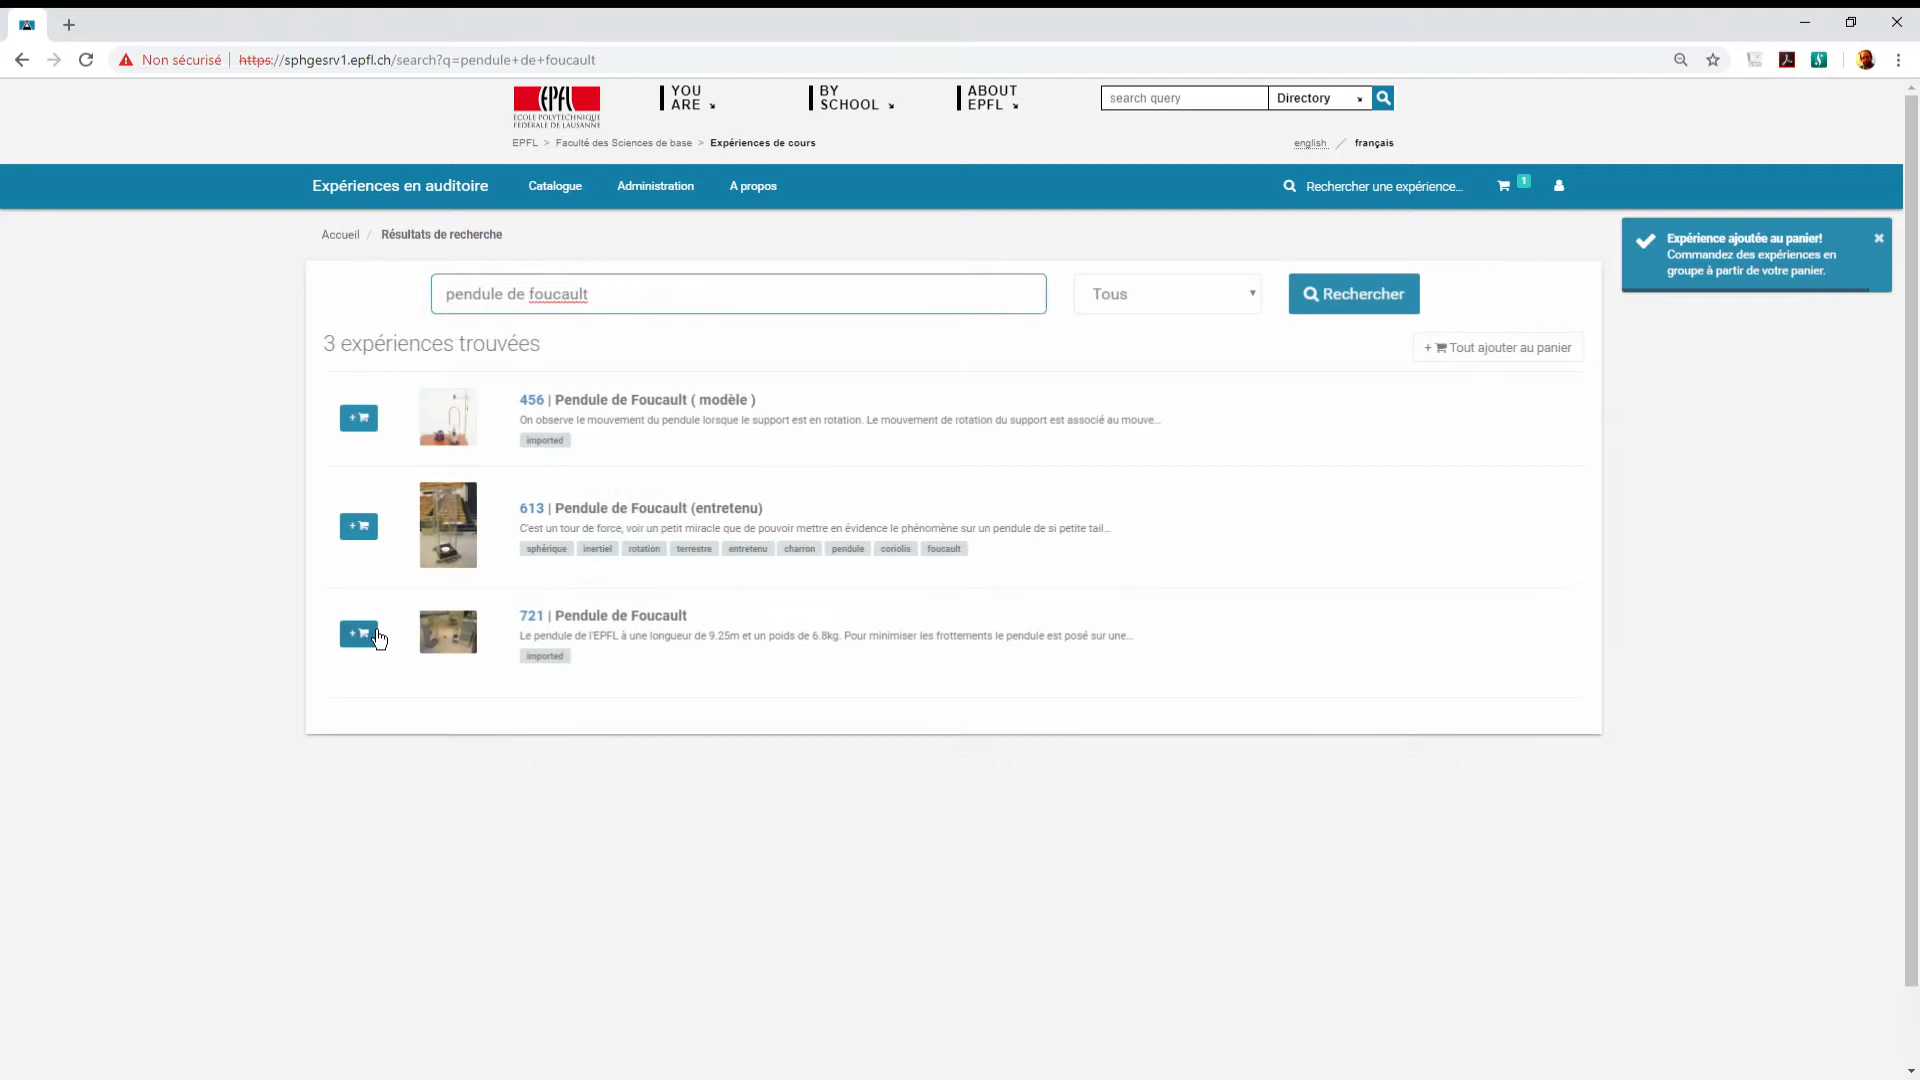 Non sécurisé
https://sphgesrv1.epfl.ch/search?q=pendule+de+foucault
EPFL
ECOLE POLYTECHNIQUE
FÉDÉRALE DE LAUSANNE
YOU
ARE
BY
SCHOOL
ABOUT
EPFL
search query
Directory
EPFL > Faculté des Sciences de base > Expériences de cours
english / français
Expériences en auditoire
Catalogue
Administration
A propos
Rechercher une expérience...
1
Accueil / Résultats de recherche
Expérience ajoutée au panier!
Commandez des expériences en
groupe à partir de votre panier.
pendule de foucault
Tous
Rechercher
3 expériences trouvées
+ Tout ajouter au panier
+
456 | Pendule de Foucault ( modèle )
On observe le mouvement du pendule lorsque le support est en rotation. Le mouvement de rotation du support est associé au mouve...
imported
+
613 | Pendule de Foucault (entretenu)
C'est un tour de force, voir un petit miracle que de pouvoir mettre en évidence le phénomène sur un pendule de si petite tail...
sphérique inertiel rotation terrestre entretenu charron pendule coriolis foucault
+
721 | Pendule de Foucault
Le pendule de l'EPFL à une longueur de 9.25m et un poids de 6.8kg. Pour minimiser les frottements le pendule est posé sur une...
imported